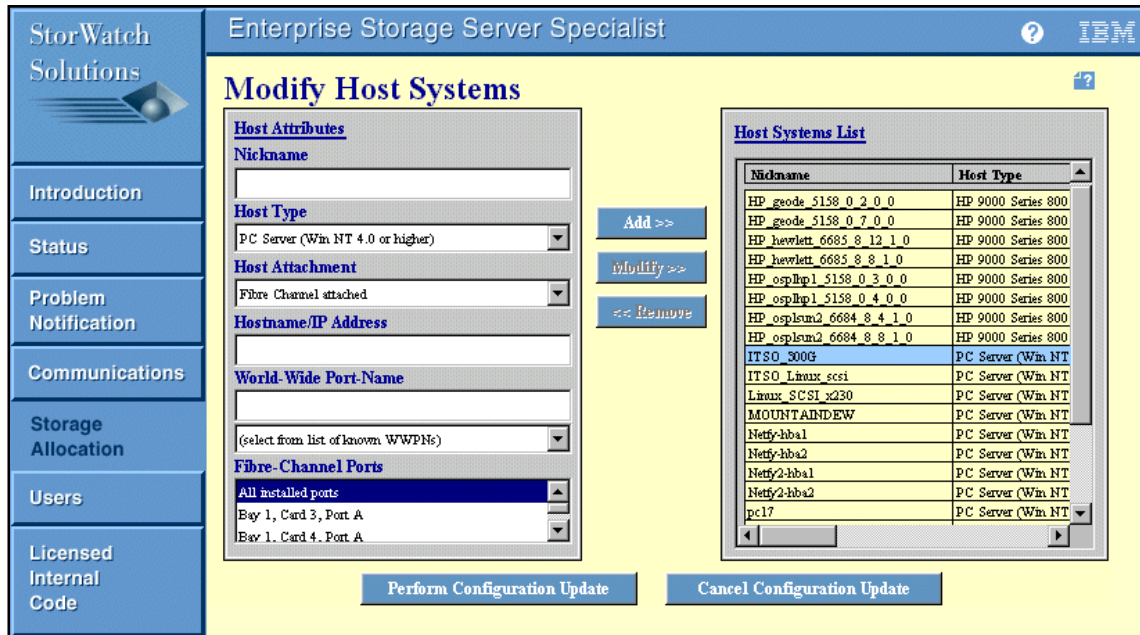 StorWatch
Solutions
Enterprise Storage Server Specialist
?
IBM
Introduction
Status
Problem
Notification
Communications
Storage
Allocation
Users
Licensed
Internal
Code
Modify Host Systems
?
Host Attributes
Nickname
Host Type
PC Server (Win NT 4.0 or higher)
Host Attachment
Fibre Channel attached
Hostname/IP Address
World-Wide Port-Name
(select from list of known WWPNs)
Fibre-Channel Ports
All installed ports
Bay 1, Card 3, Port A
Bay 1, Card 4, Port A
Add >>
Modify >>
<< Remove
Host Systems List
Nickname Host Type
HP_geode_5158_0_2_0_0 HP 9000 Series 800
HP_geode_5158_0_7_0_0 HP 9000 Series 800
HP_hewlett_6685_8_12_1_0 HP 9000 Series 800
HP_hewlett_6685_8_8_1_0 HP 9000 Series 800
HP_osplhp1_5158_0_3_0_0 HP 9000 Series 800
HP_osplhp1_5158_0_4_0_0 HP 9000 Series 800
HP_osplsun2_6684_8_4_1_0 HP 9000 Series 800
HP_osplsun2_6684_8_8_1_0 HP 9000 Series 800
ITSO_300G PC Server (Win NT
ITSO_Linux_scsi PC Server (Win NT
Linux_SCSI_x230 PC Server (Win NT
MOUNTAINDEW PC Server (Win NT
Netfy-hba1 PC Server (Win NT
Netfy-hba2 PC Server (Win NT
Netfy2-hba1 PC Server (Win NT
Netfy2-hba2 PC Server (Win NT
pc17 PC Server (Win NT
Perform Configuration Update
Cancel Configuration Update